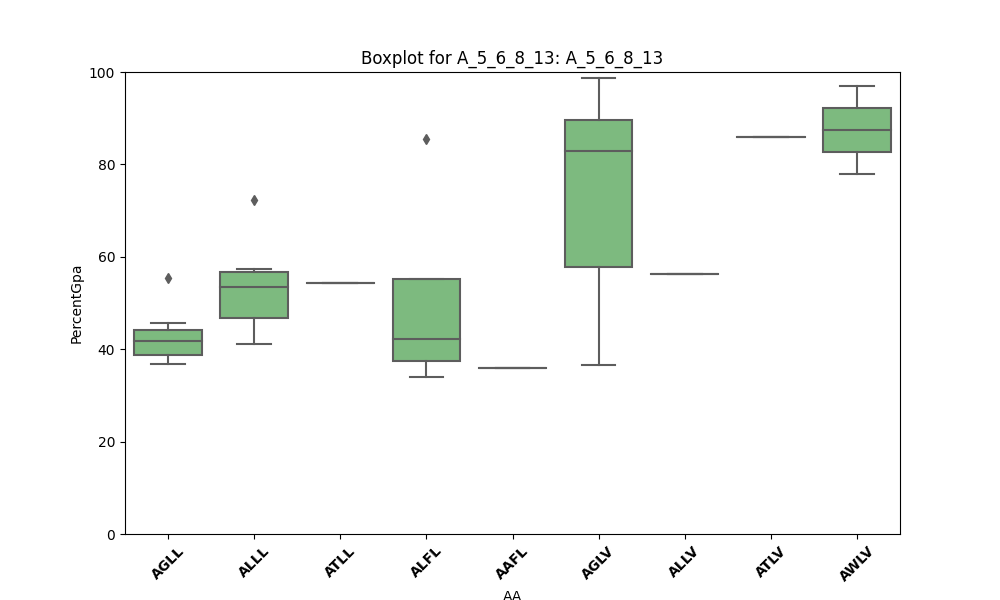 Boxplot for A_5_6_8_13: A_5_6_8_13
PercentGpa
100
80
60
40
20
0
AGLL ALLL ATLL ALFL AAFL AGLV ALLV ATLV AWLV
AA